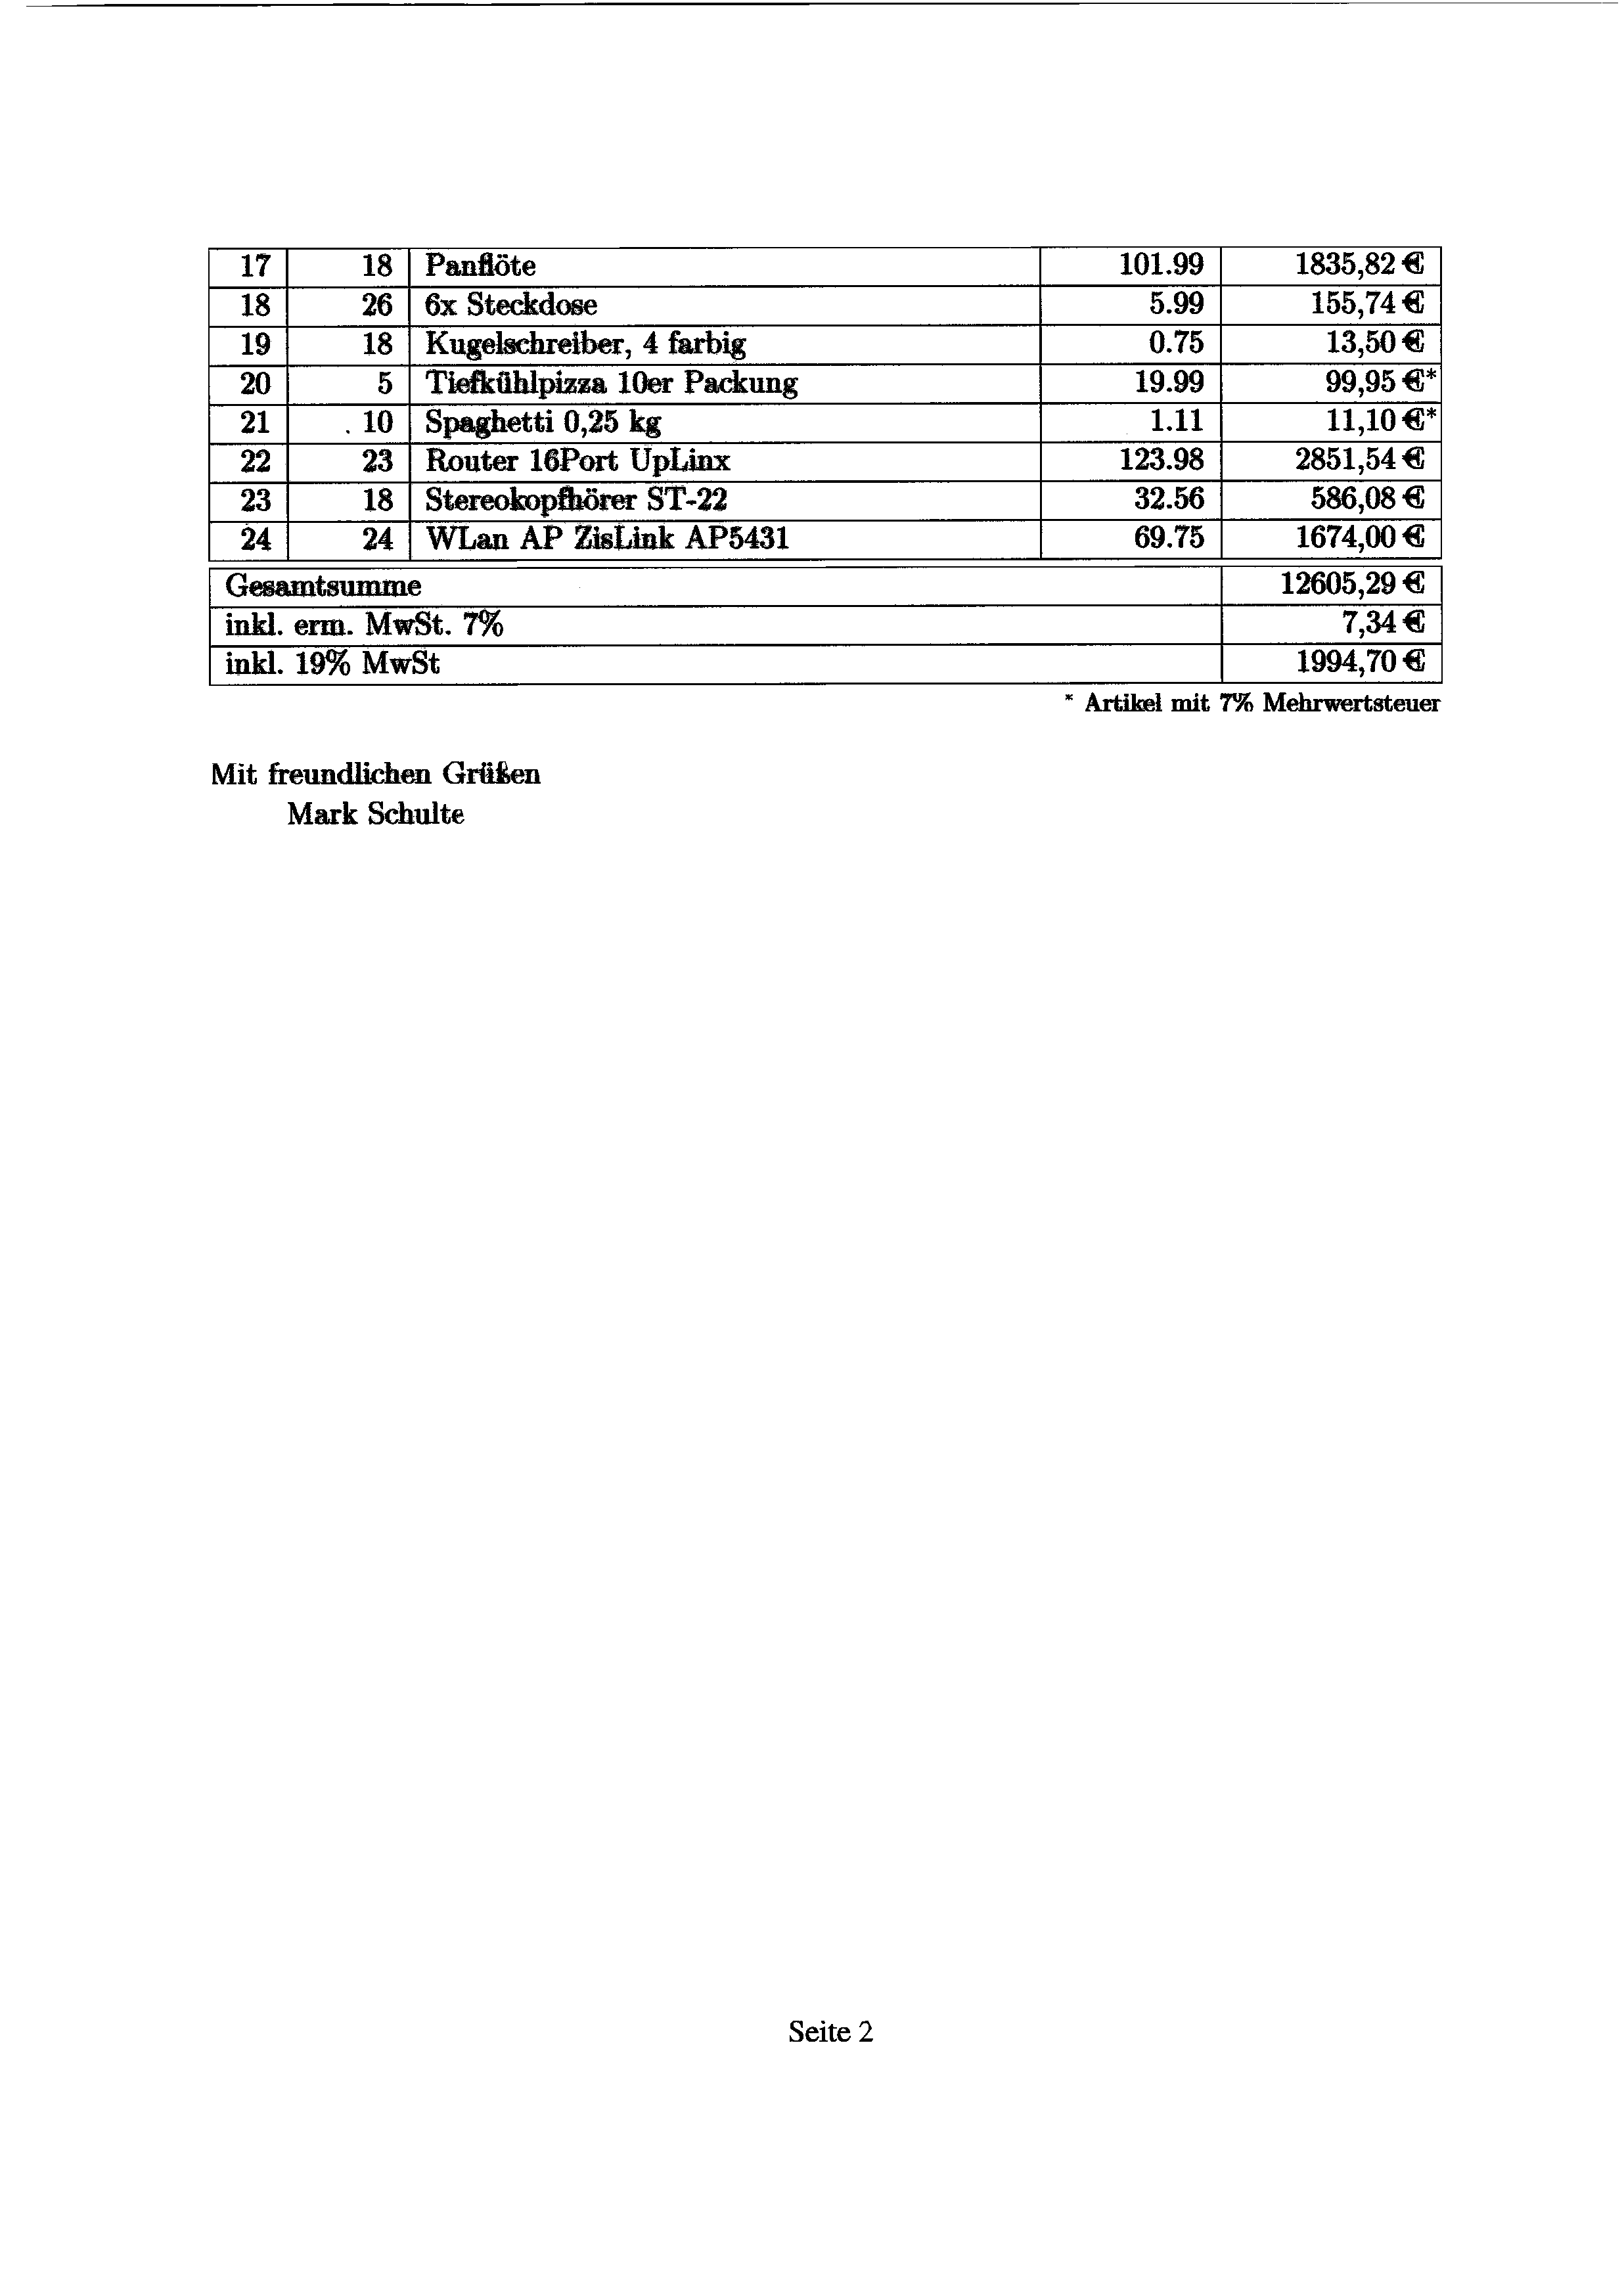 17 18 Panflöte 101.99 1835,82 €
18 26 6x Steckdose 5.99 155,74 €
19 18 Kugelschreiber, 4 farbig 0.75 13,50 €
20 5 Tiefkühlpizza 10er Packung 19.99 99,95 €*
21 10 Spaghetti 0,25 kg 1.11 11,10 €*
22 23 Router 16Port UpLinx 123.98 2851,54 €
23 18 Stereokopfhörer ST-22 32.56 586,08 €
24 24 WLan AP ZisLink AP5431 69.75 1674,00 €
Gesamtsumme 12605,29 €
inkl. erm. MwSt. 7% 7,34 €
inkl. 19% MwSt 1994,70 €
* Artikel mit 7% Mehrwertsteuer
Mit freundlichen Grüßen
Mark Schulte
Seite 2